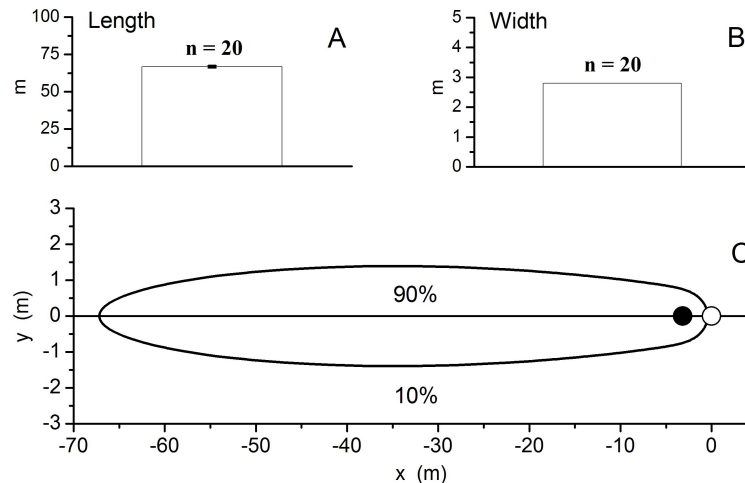 Length
A
n = 20
100
75
50
25
0
m
Width
B
n = 20
5
4
3
2
1
0
m
C
3
2
1
0
-1
-2
-3
y (m)
90%
10%
-70 -60 -50 -40 -30 -20 -10 0
x (m)